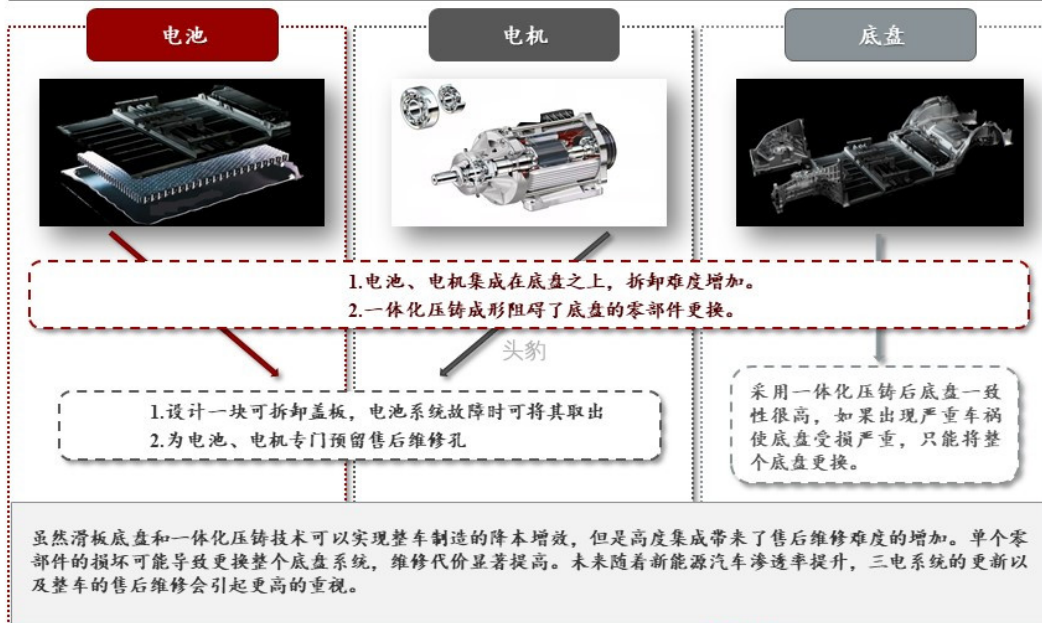 电池
电机
底盘
1.电池、电机集成在底盘之上，拆卸难度增加。
2.一体化压铸成形阻碍了底盘的零部件更换。
头豹
1.设计一块可拆卸盖板，电池系统故障时可将其取出
2.为电池、电机专门预留售后维修孔
采用一体化压铸后底盘一致
性很高，如果出现严重车祸
使底盘受损严重，只能将整
个底盘更换。
虽然滑板底盘和一体化压铸技术可以实现整车制造的降本增效，但是高度集成带来了售后维修难度的增加。单个零
部件的损坏可能导致更换整个底盘系统，维修代价显著提高。未来随着新能源汽车渗透率提升，三电系统的更新以
及整车的售后维修会引起更高的重视。